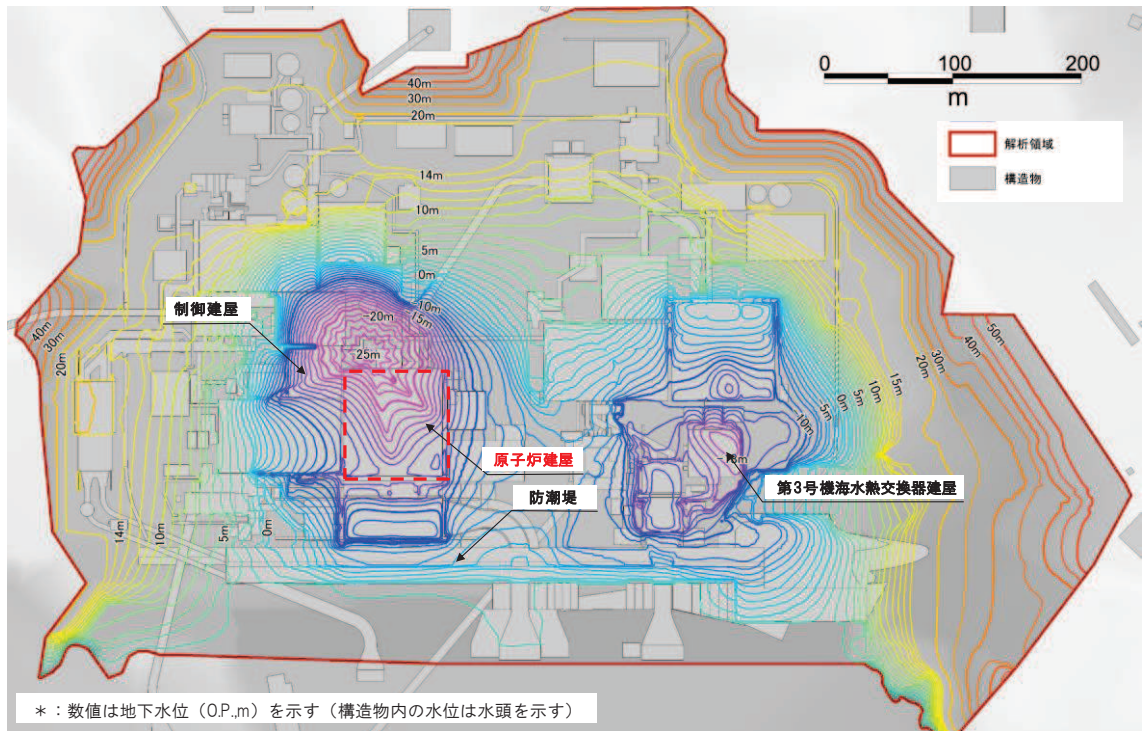 0 100 200
m
解析領域
構造物
40m
30m
20m
14m
10m
5m
0m
-10m
15m
-20m
25m
制御建屋
40m
30m
20m
原子炉建屋
防潮堤
第3号機海水熱交換器建屋
50m
40m
30m
20m
15m
10m
5m
0m
-5m
-10m
14m
10m
5m
0m
*:数値は地下水位(O.P.,m)を示す(構造物内の水位は水頭を示す)